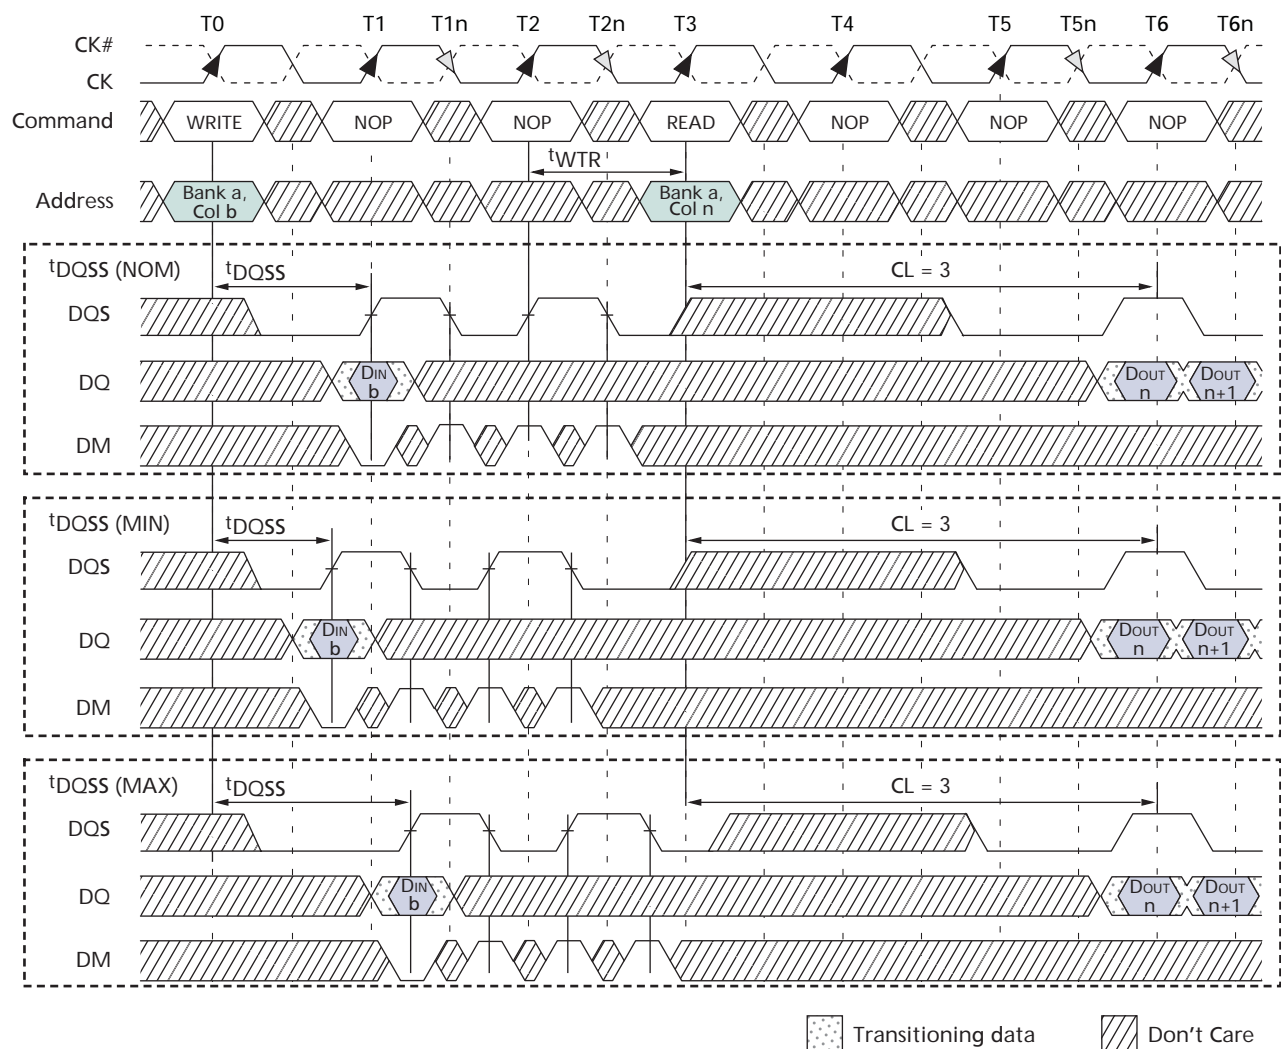 T0 T1 T1n T2 T2n T3 T4 T5 T5n T6 T6n
CK#
CK
Command WRITE NOP NOP READ NOP NOP NOP
tWTR
Address Bank a, Col b Bank a, Col n
tDQSS (NOM) tDQSS CL = 3
DQS
DQ DIN b DOUT n DOUT n+1
DM
tDQSS (MIN) tDQSS CL = 3
DQS
DQ DIN b DOUT n DOUT n+1
DM
tDQSS (MAX) tDQSS CL = 3
DQS
DQ DIN b DOUT n DOUT n+1
DM
Transitioning data Don't Care